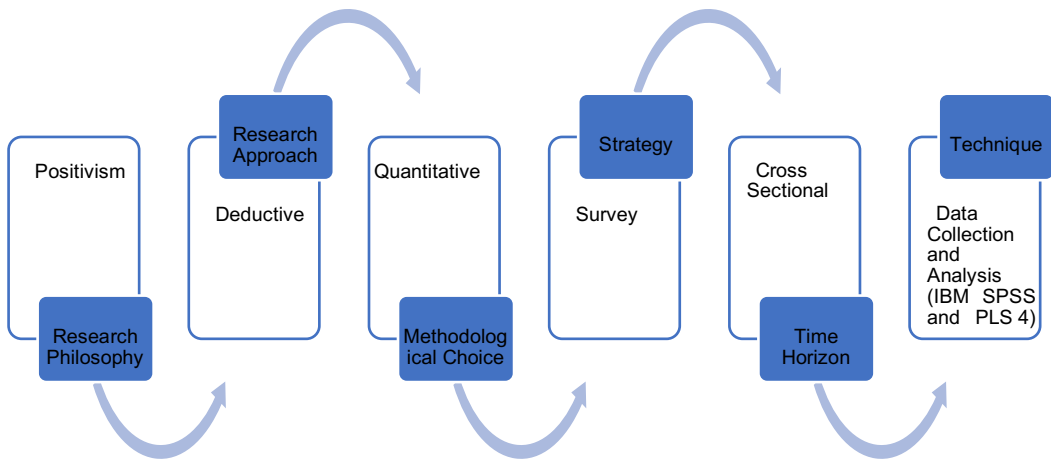 Positivism
Research
Philosophy
Research
Approach
Deductive
Quantitative
Methodolog
ical Choice
Strategy
Survey
Cross
Sectional
Time
Horizon
Technique
Data
Collection
and
Analysis
(IBM SPSS
and PLS 4)